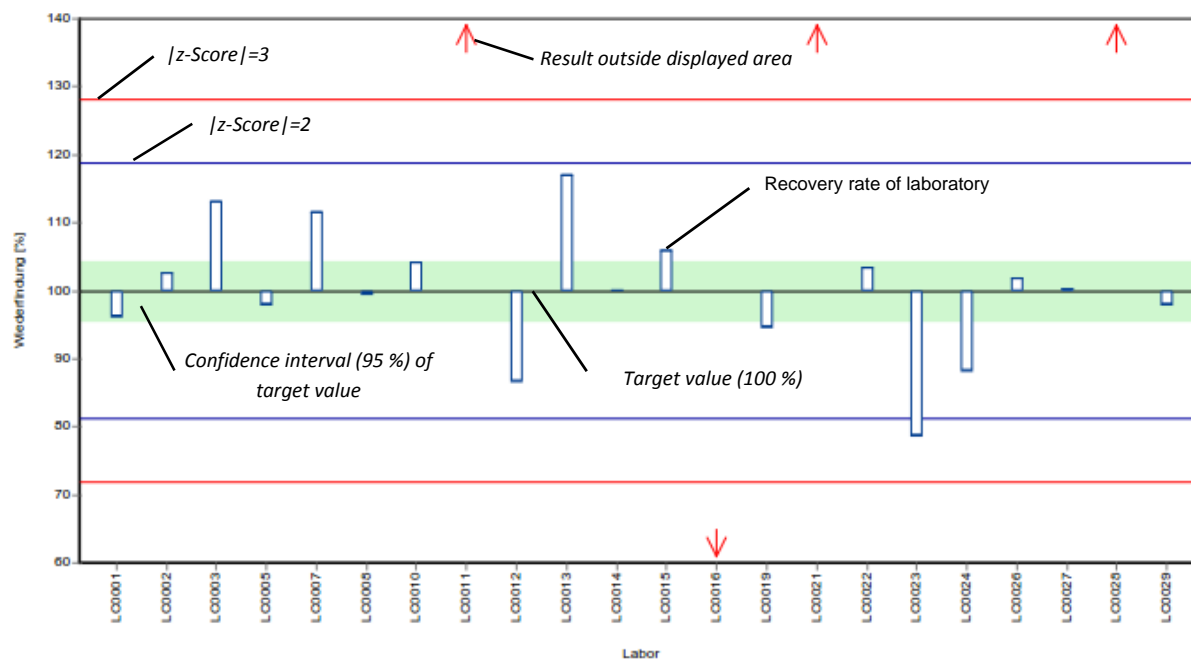 140
130
120
110
100
90
80
70
60
Wiederfindung [%]
|z-Score|=3
Result outside displayed area
|z-Score|=2
Recovery rate of laboratory
Confidence interval (95 %) of
target value
Target value (100 %)
LC0001
LC0002
LC0003
LC0005
LC0007
LC0008
LC0010
LC0011
LC0012
LC0013
LC0014
LC0015
LC0016
LC0019
LC0021
LC0022
LC0023
LC0024
LC0026
LC0027
LC0028
LC0029
Labor